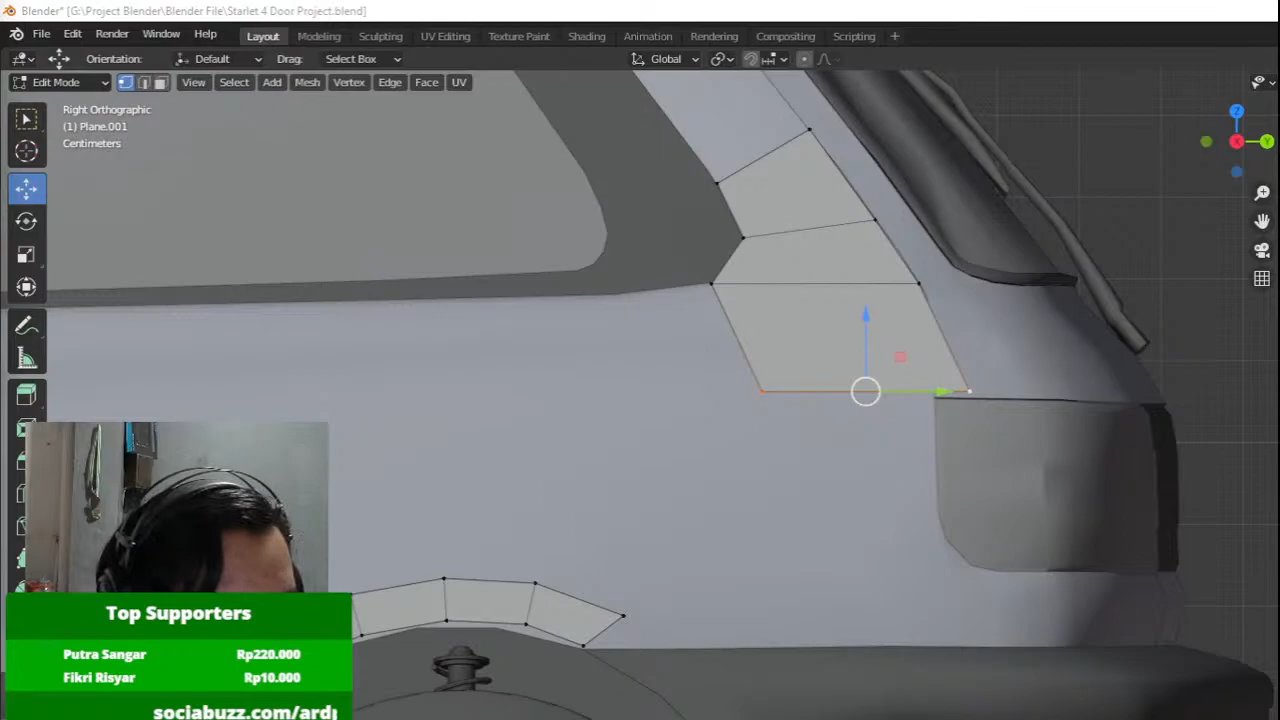 Blender* [G:\Project Blender\Blender File\Starlet 4 Door Project.blend]
File Edit Render Window Help Layout Modeling Sculpting UV Editing Texture Paint Shading Animation Rendering Compositing Scripting +
Orientation: Default Drag: Select Box Global
Edit Mode View Select Add Mesh Vertex Edge Face UV
Right Orthographic
(1) Plane.001
Centimeters
Z
X
Y
Top Supporters
Putra Sangar Rp220.000
Fikri Risyar Rp10.000